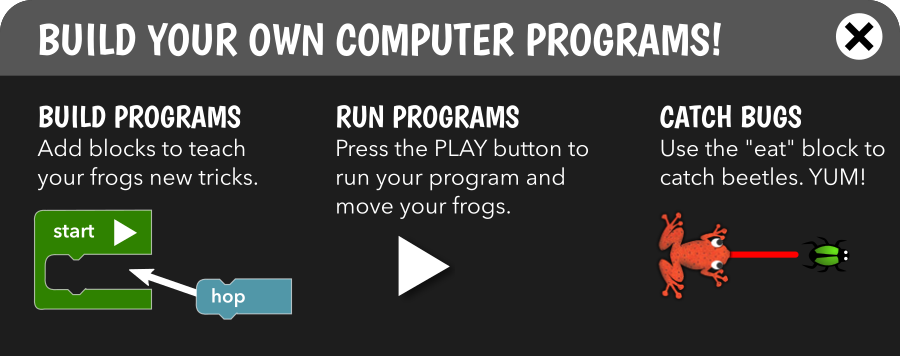 BUILD YOUR OWN COMPUTER PROGRAMS!
BUILD PROGRAMS
Add blocks to teach
your frogs new tricks.
start
hop
RUN PROGRAMS
Press the PLAY button to
run your program and
move your frogs.
CATCH BUGS
Use the "eat" block to
catch beetles. YUM!